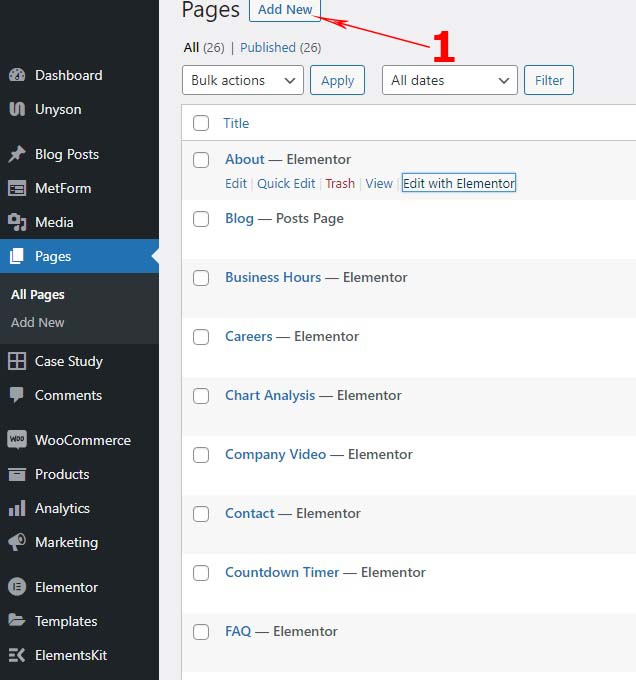 Pages Add New
1
All (26) | Published (26)
Bulk actions Apply All dates Filter
Title
About — Elementor
Edit | Quick Edit | Trash | View | Edit with Elementor
Blog — Posts Page
Business Hours — Elementor
Careers — Elementor
Chart Analysis — Elementor
Company Video — Elementor
Contact — Elementor
Countdown Timer — Elementor
FAQ — Elementor
Dashboard
Unyson
Blog Posts
MetForm
Media
Pages
All Pages
Add New
Case Study
Comments
Woo WooCommerce
Products
Analytics
Marketing
Elementor
Templates
ElementsKit